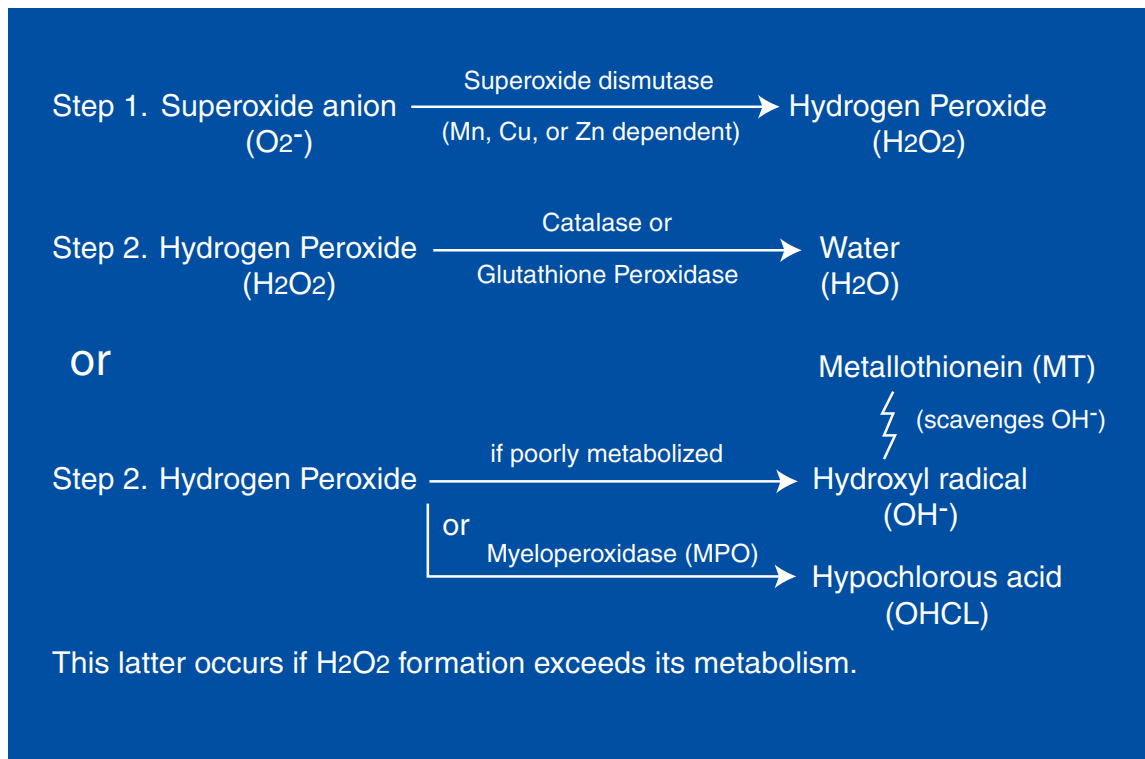 Superoxide dismutase
Step 1. Superoxide anion Hydrogen Peroxide
(O2-) (Mn, Cu, or Zn dependent) (H2O2)
Catalase or
Step 2. Hydrogen Peroxide Water
(H2O2) Glutathione Peroxidase (H2O)
or
Metallothionein (MT)
(scavenges OH-)
if poorly metabolized
Step 2. Hydrogen Peroxide Hydroxyl radical
(OH-)
or
Myeloperoxidase (MPO)
Hypochlorous acid
(OHCL)
This latter occurs if H2O2 formation exceeds its metabolism.